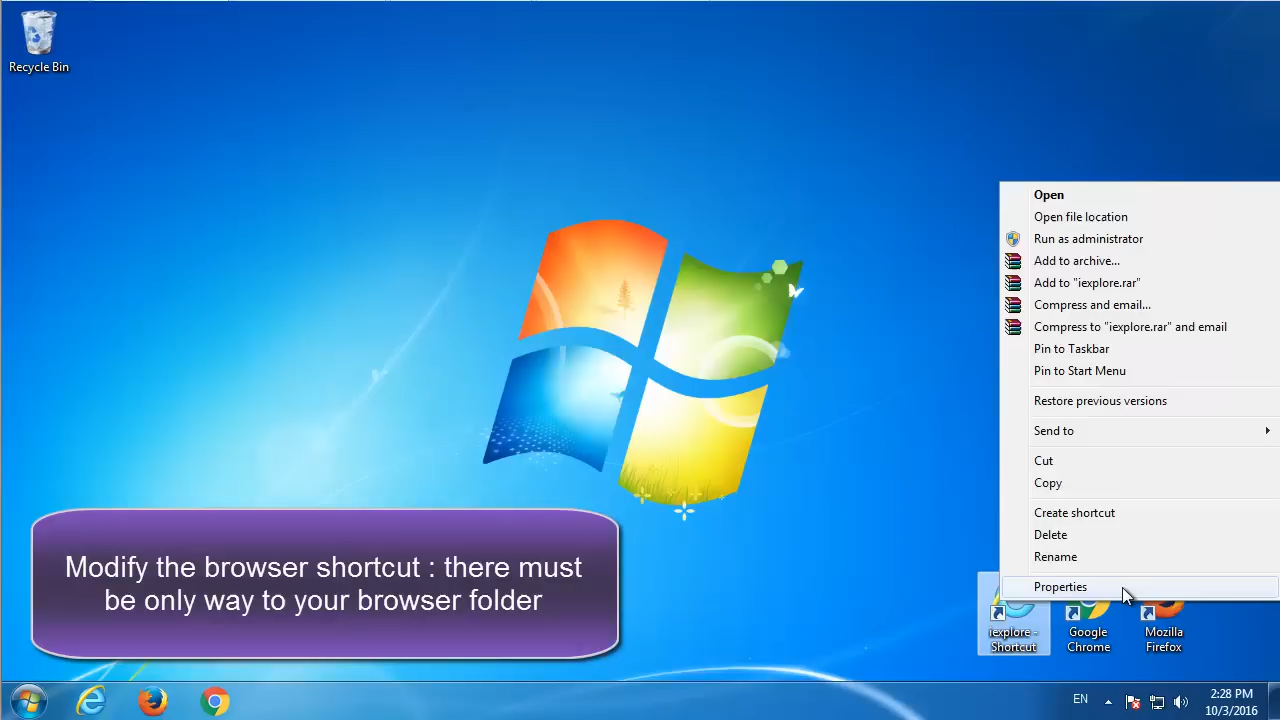 Recycle Bin
Open
Open file location
Run as administrator
Add to archive...
Add to "iexplore.rar"
Compress and email...
Compress to "iexplore.rar" and email
Pin to Taskbar
Pin to Start Menu
Restore previous versions
Send to
Cut
Copy
Create shortcut
Delete
Rename
Properties
Modify the browser shortcut : there must
be only way to your browser folder
iexplore -
Shortcut
Google
Chrome
Mozilla
Firefox
EN
2:28 PM
10/3/2016